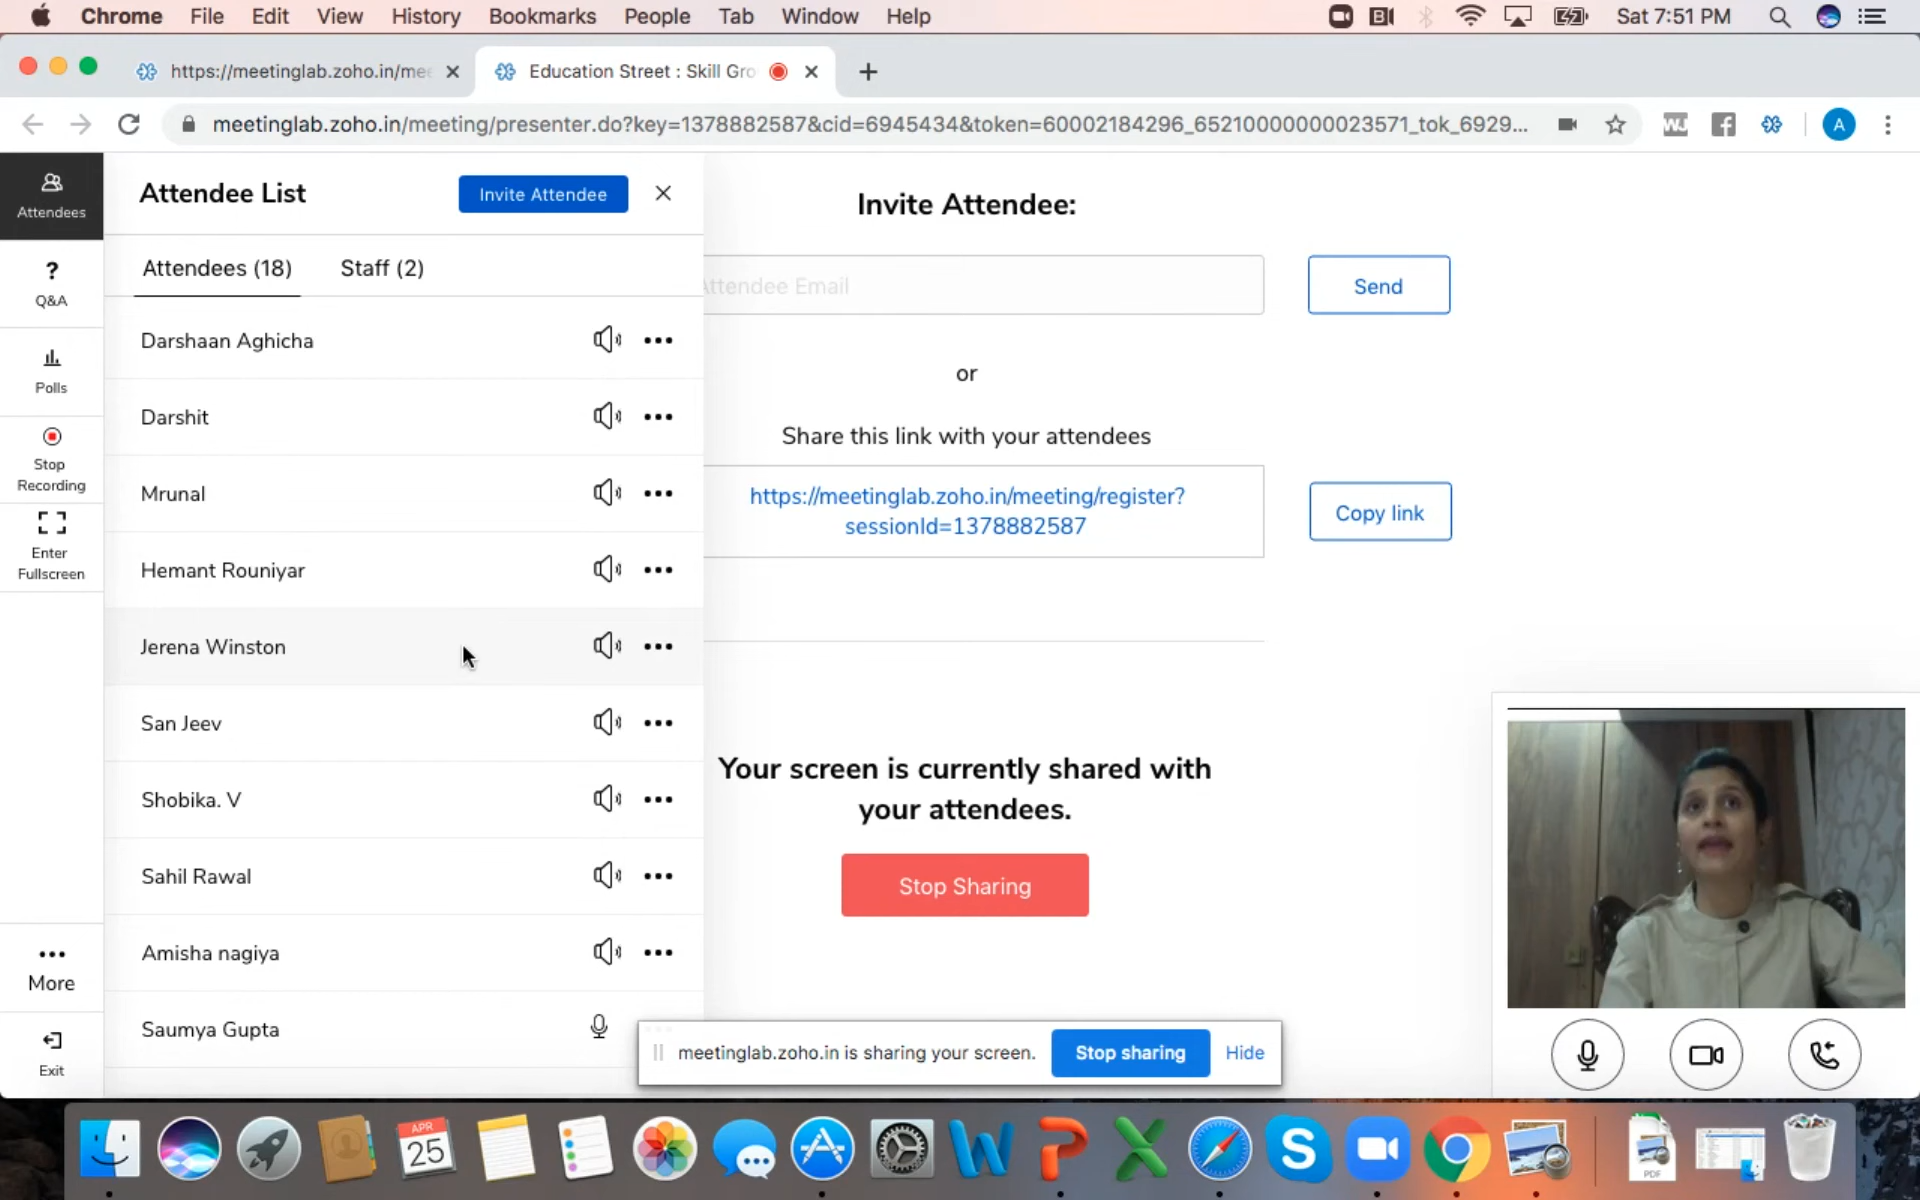 Chrome File Edit View History Bookmarks People Tab Window Help
Sat 7:51 PM
https://meetinglab.zoho.in/mee
Education Street : Skill Gro
meetinglab.zoho.in/meeting/presenter.do?key=1378882587&cid=6945434&token=60002184296_65210000000023571_tok_6929...
A
Attendees
?
Q&A
Polls
Stop
Recording
Enter
Fullscreen
More
Exit
Attendee List
Invite Attendee
Attendees (18)
Staff (2)
Darshaan Aghicha
Darshit
Mrunal
Hemant Rouniyar
Jerena Winston
San Jeev
Shobika. V
Sahil Rawal
Amisha nagiya
Saumya Gupta
Invite Attendee:
Attendee Email
Send
or
Share this link with your attendees
https://meetinglab.zoho.in/meeting/register?
sessionId=1378882587
Copy link
Your screen is currently shared with
your attendees.
Stop Sharing
meetinglab.zoho.in is sharing your screen.
Stop sharing
Hide
APR
25
PDF